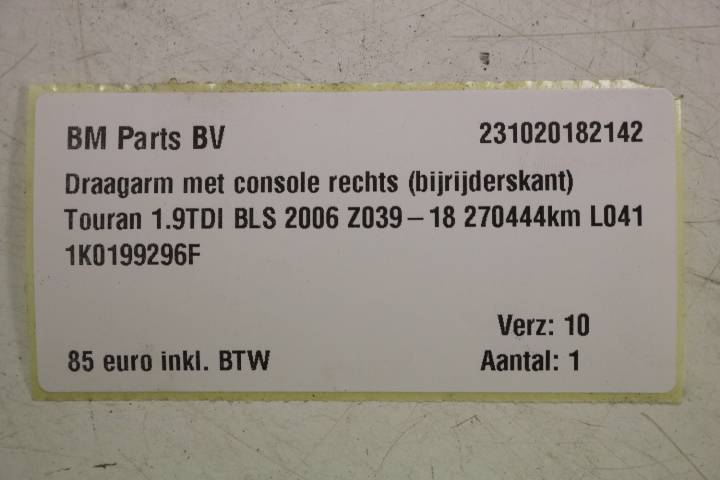 BM Parts BV 231020182142
Draagarm met console rechts (bijrijderskant)
Touran 1.9TDI BLS 2006 Z039–18 270444km L041
1K0199296F
Verz: 10
85 euro inkl. BTW Aantal: 1